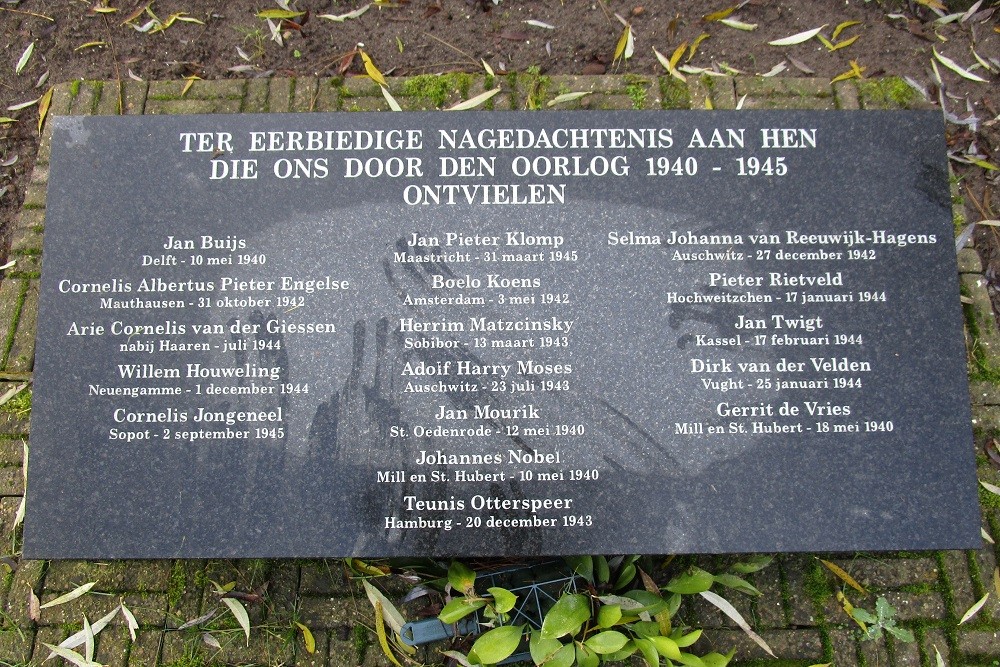 TER EERBIEDIGE NAGEDACHTENIS AAN HEN
DIE ONS DOOR DEN OORLOG 1940 - 1945
ONTVIELEN
Jan Buijs
Delft - 10 mei 1940
Cornelis Albertus Pieter Engelse
Mauthausen - 31 oktober 1942
Arie Cornelis van der Giessen
nabij Haaren - juli 1944
Willem Houweling
Neuengamme - 1 december 1944
Cornelis Jongeneel
Sopot - 2 september 1945
Jan Pieter Klomp
Maastricht - 31 maart 1945
Boelo Koens
Amsterdam - 3 mei 1942
Herrim Matzcinsky
Sobibor - 13 maart 1943
Adolf Harry Moses
Auschwitz - 23 juli 1943
Jan Mourik
St. Oedenrode - 12 mei 1940
Johannes Nobel
Mill en St. Hubert - 10 mei 1940
Teunis Otterspeer
Hamburg - 20 december 1943
Selma Johanna van Reeuwijk-Hagens
Auschwitz - 27 december 1942
Pieter Rietveld
Hochweitzchen - 17 januari 1944
Jan Twigt
Kassel - 17 februari 1944
Dirk van der Velden
Vught - 25 januari 1944
Gerrit de Vries
Mill en St. Hubert - 18 mei 1940